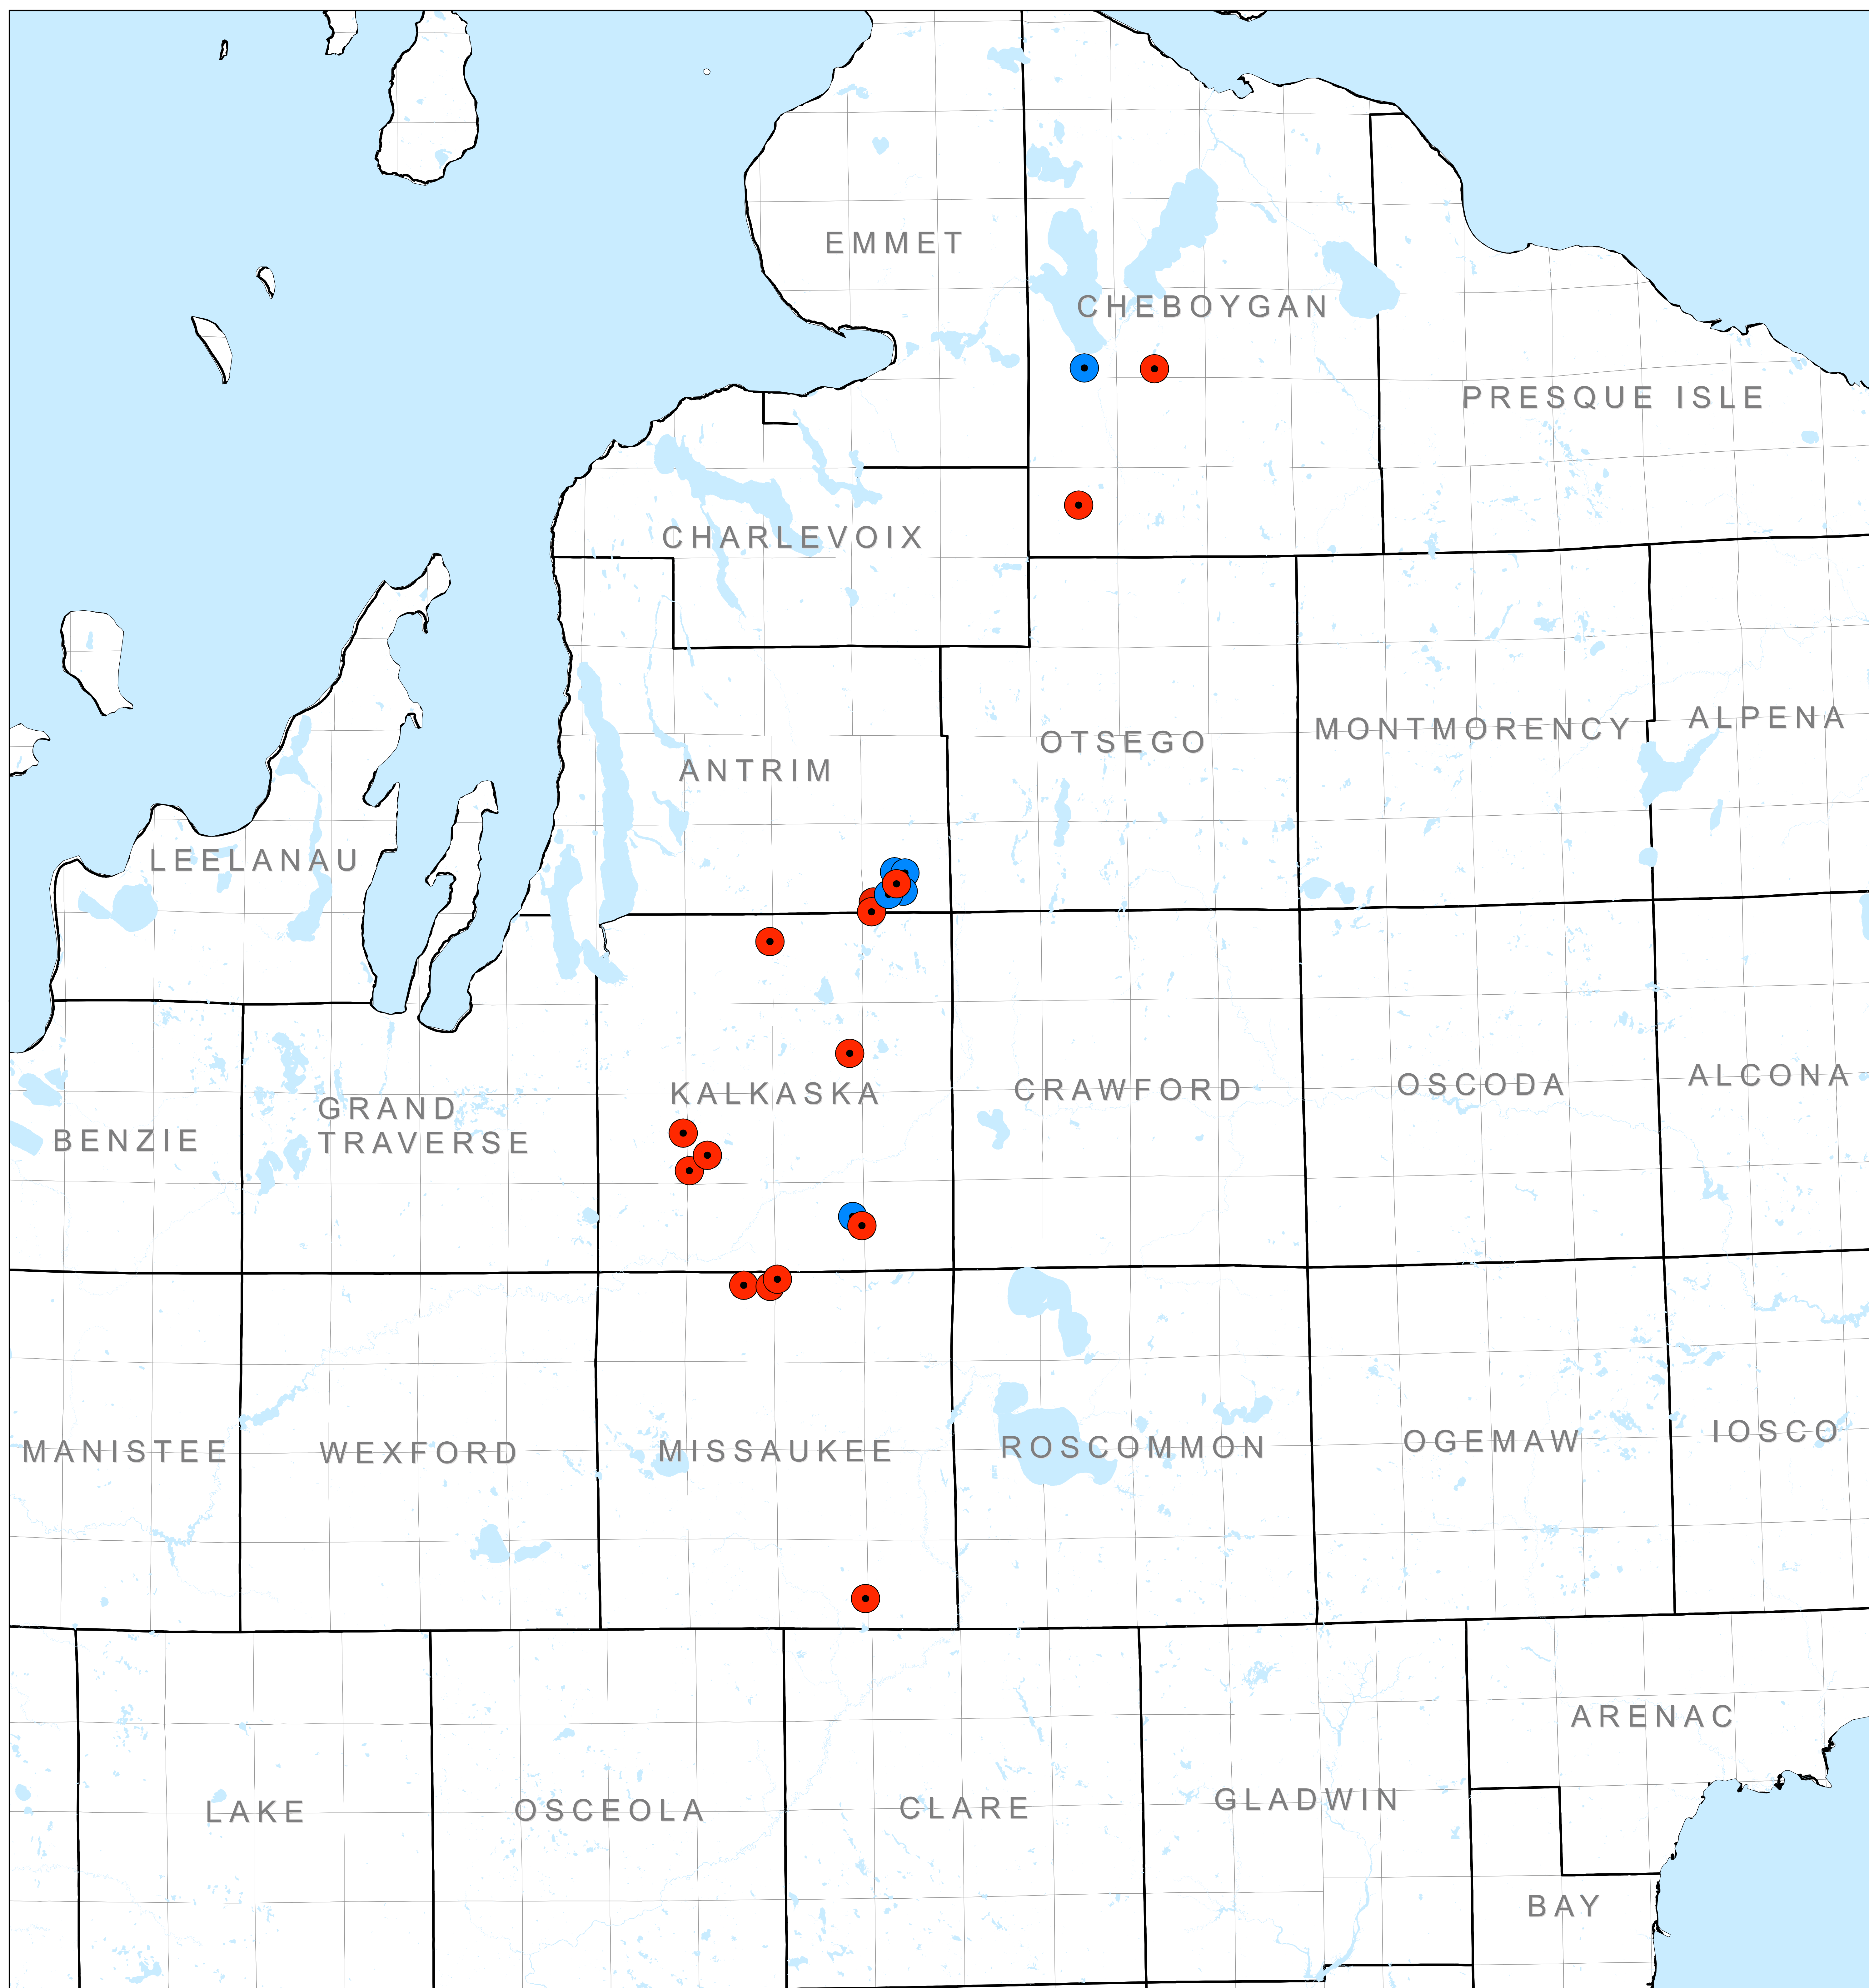 EMMET
CHEBOYGAN
PRESQUE ISLE
CHARLEVOIX
ALPENA
MONTMORENCY
OTSEGO
ANTRIM
LEELANAU
ALCONA
OSCODA
CRAWFORD
KALKASKA
GRAND
TRAVERSE
BENZIE
IOSCO
OGEMAW
ROSCOMMON
MISSAUKEE
WEXFORD
MANISTEE
ARENAC
GLADWIN
CLARE
OSCEOLA
LAKE
BAY